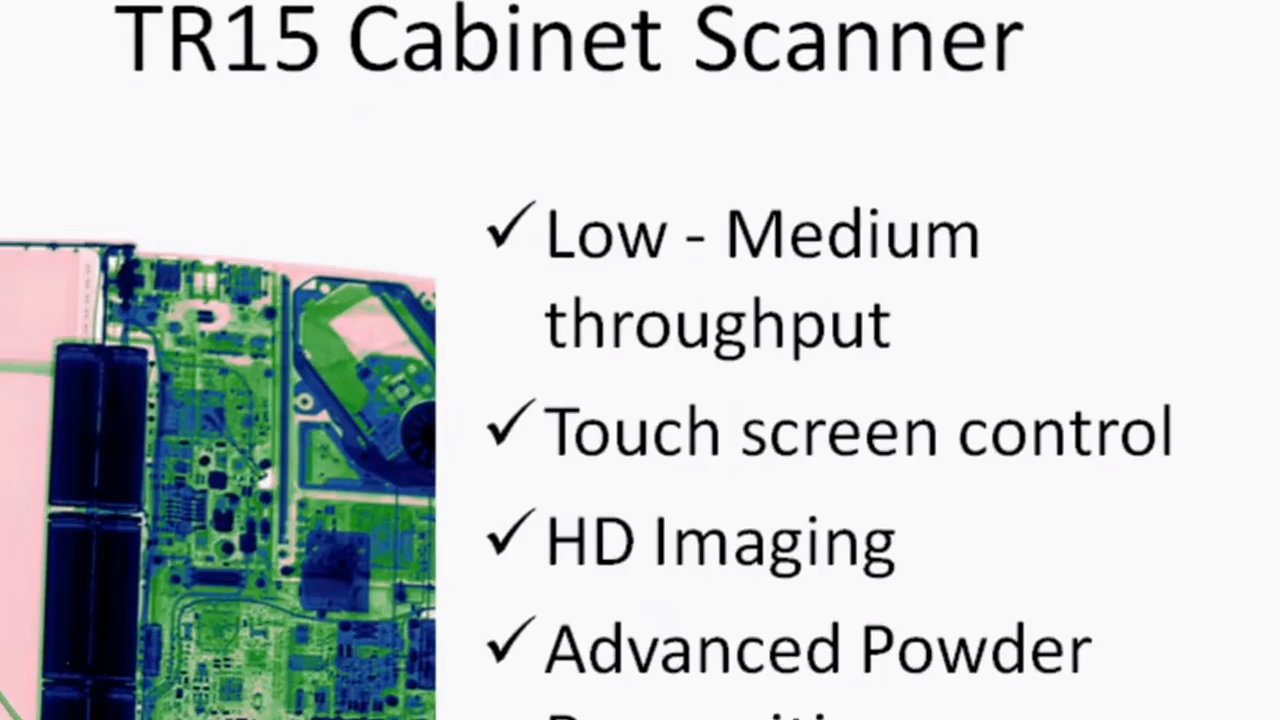 TR15 Cabinet Scanner
✓ Low - Medium
throughput
✓ Touch screen control
✓ HD Imaging
✓ Advanced Powder